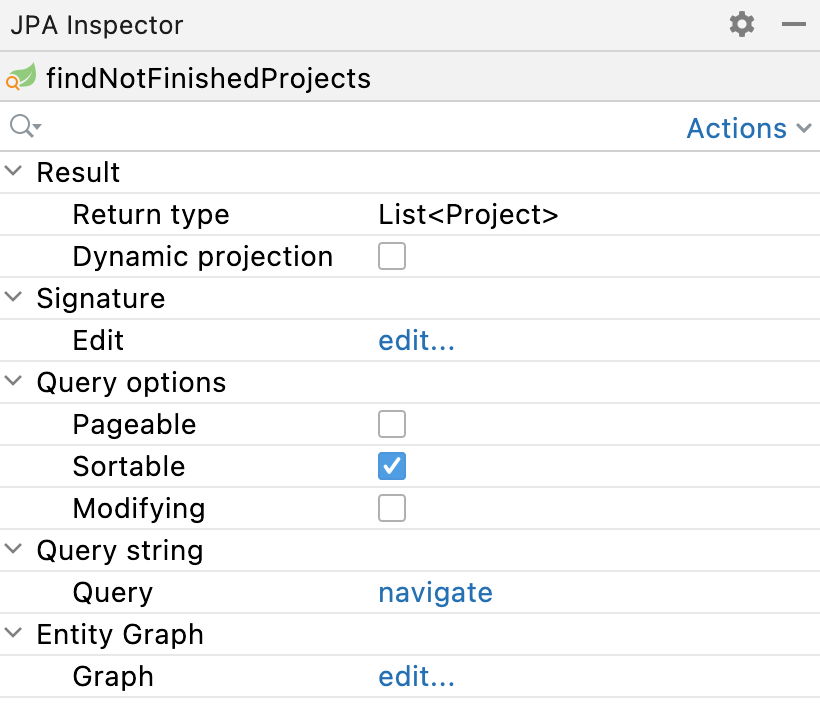 JPA Inspector
findNotFinishedProjects
Actions
Result
Return type List<Project>
Dynamic projection
Signature
Edit edit...
Query options
Pageable
Sortable
Modifying
Query string
Query navigate
Entity Graph
Graph edit...